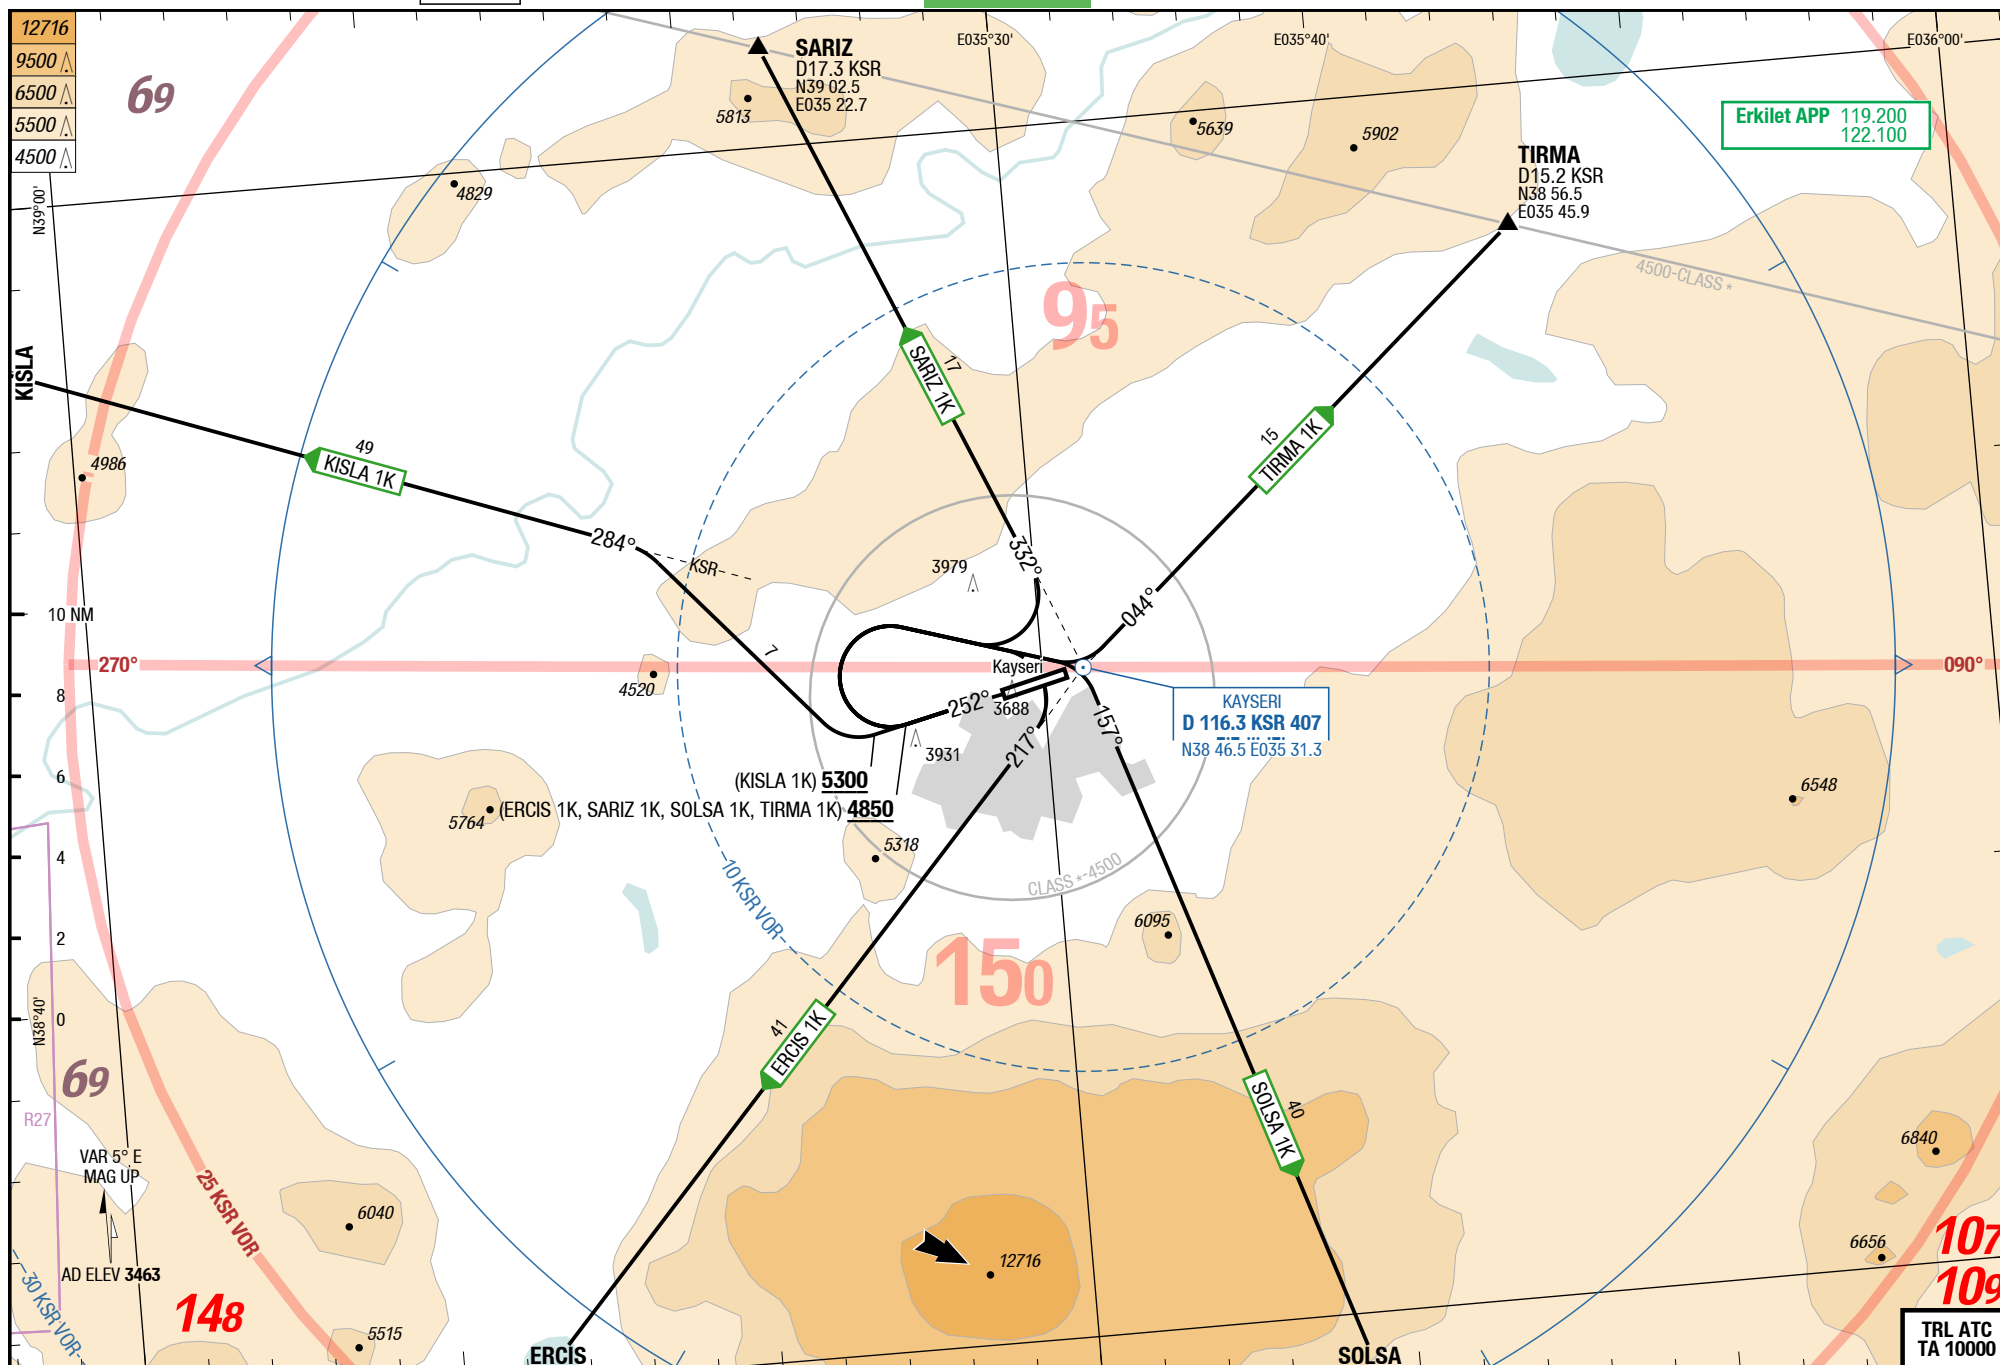 12716
9500
6500
5500
4500
69
SARIZ
D17.3 KSR
N39 02.5
E035 22.7
5813
E035°30'
E035°40'
E036°00'
5639
5902
Erkilet APP 119.200
122.100
TIRMA
D15.2 KSR
N38 56.5
E035 45.9
4829
N39°00'
4500-CLASS *
95
KISLA
17
SARIZ 1K
15
TIRMA 1K
49
KISLA 1K
4986
284°
KSR
3979
332°
044°
10 NM
7
270°
Kayseri
090°
4520
8
252°
3688
157°
KAYSERI
D 116.3 KSR 407
N38 46.5 E035 31.3
217°
3931
6
(KISLA 1K) 5300
(ERCIS 1K, SARIZ 1K, SOLSA 1K, TIRMA 1K) 4850
5764
6548
5318
4
CLASS *-4500
10 KSR VOR
6095
2
150
N38°40'
0
41
ERCIS 1K
69
R27
40
SOLSA 1K
6840
VAR 5° E
MAG UP
25 KSR VOR
6040
6656
107
12716
AD ELEV 3463
109
30 KSR VOR
148
5515
TRL ATC
TA 10000
ERCIS
SOLSA